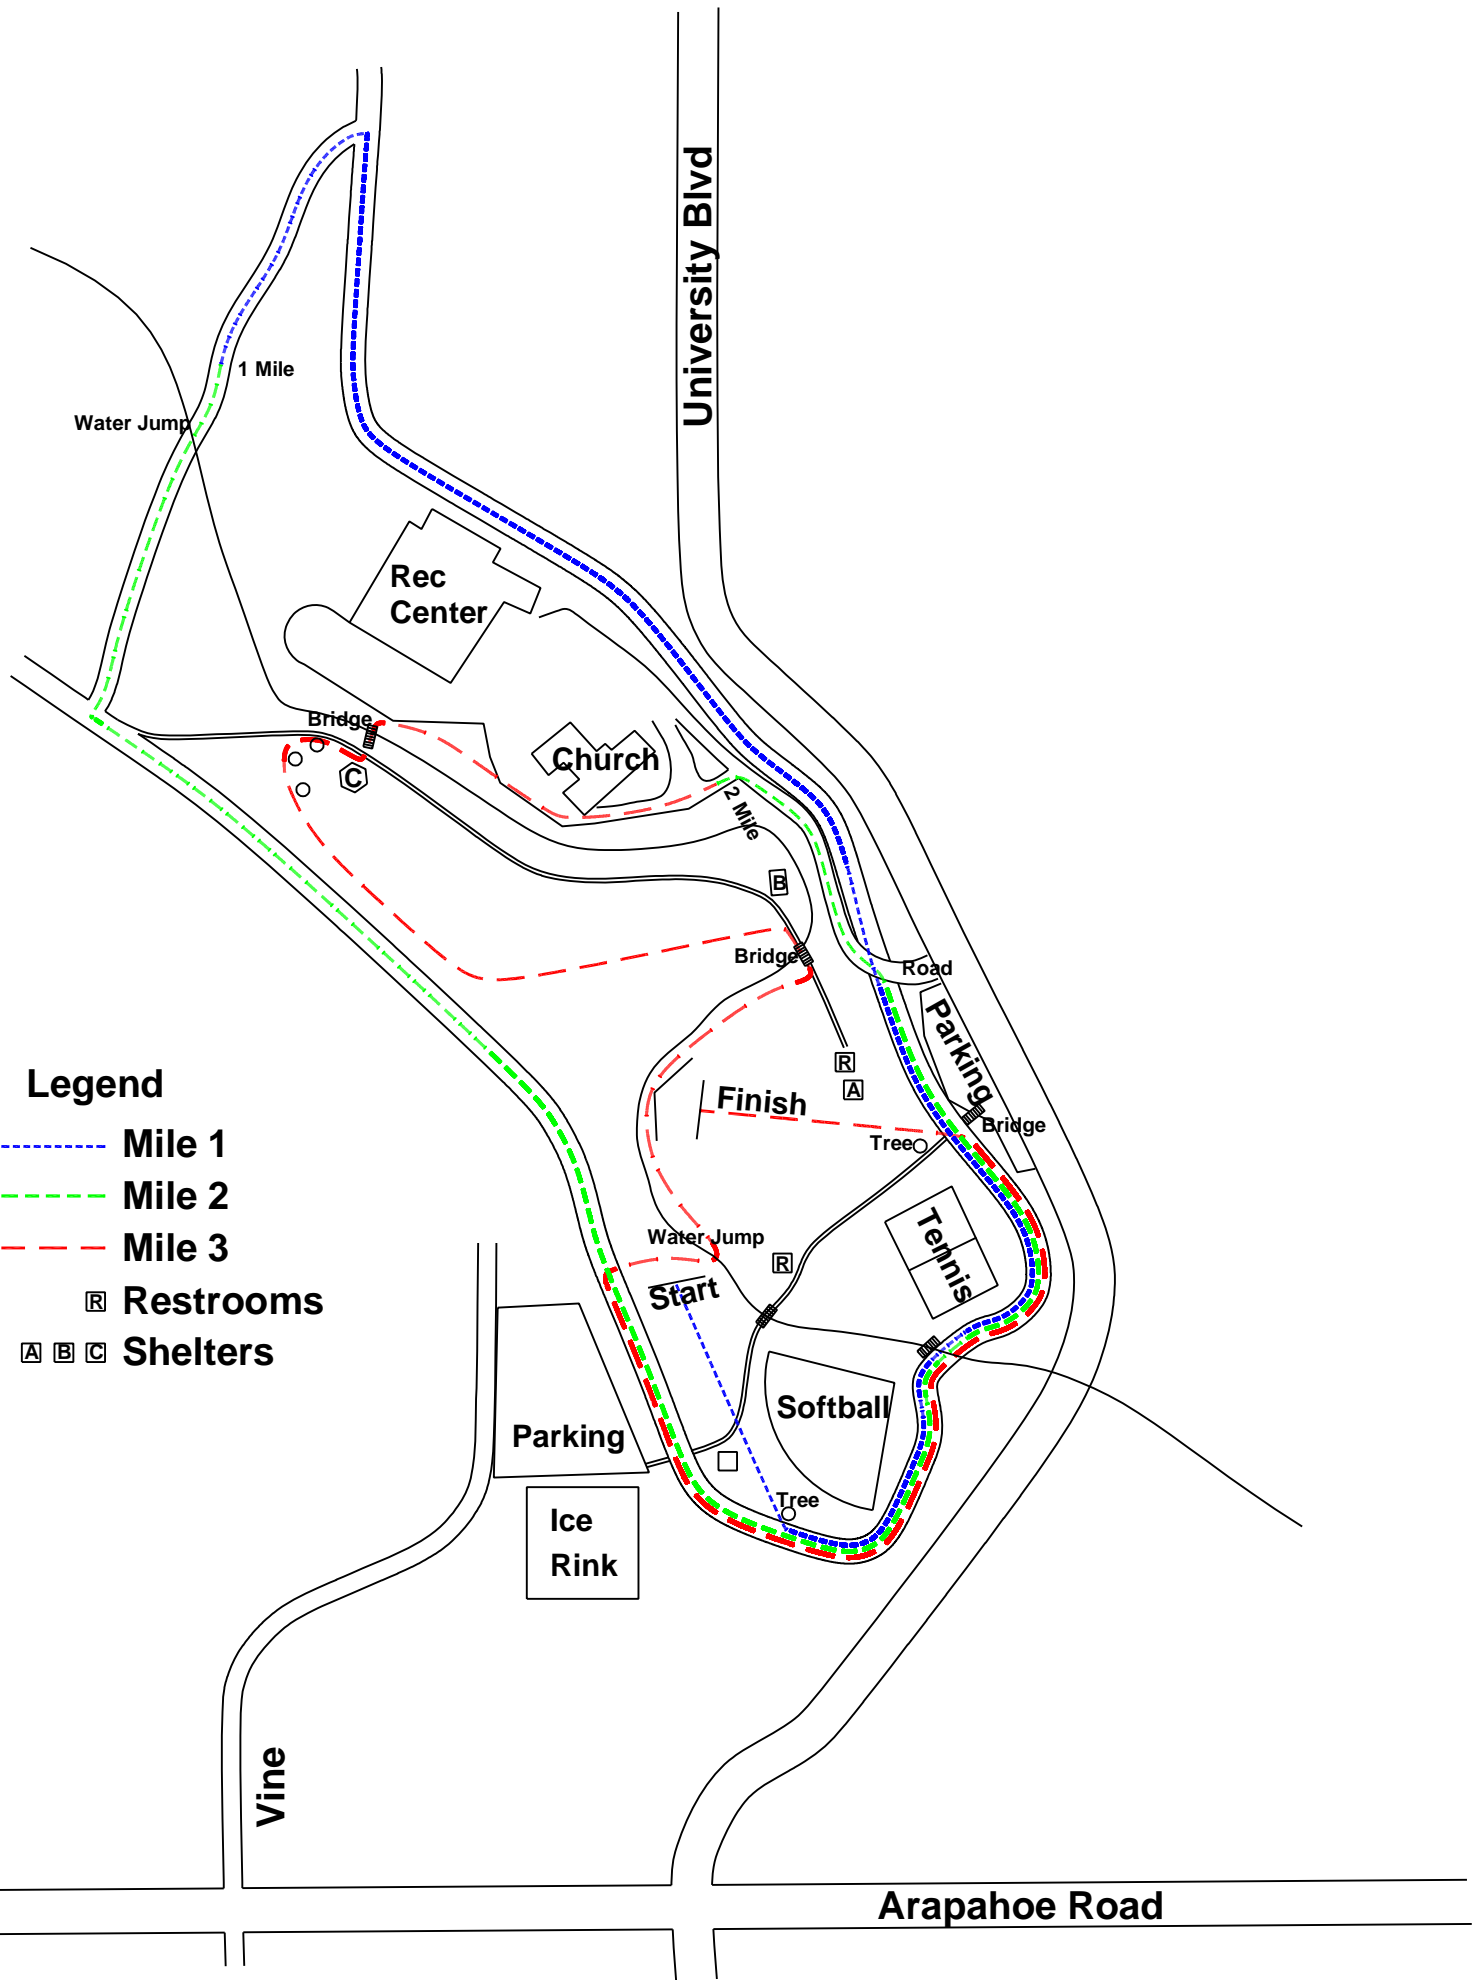 University Blvd
1 Mile
Water Jump
Rec
Center
Bridge
Church
C
2 Mile
B
Bridge
Road
Parking
R
A
Finish
Bridge
Tree
Legend
Mile 1
Mile 2
Mile 3
R Restrooms
A B C Shelters
Tennis
Water Jump
R
Start
Softball
Parking
Tree
Ice
Rink
Vine
Arapahoe Road